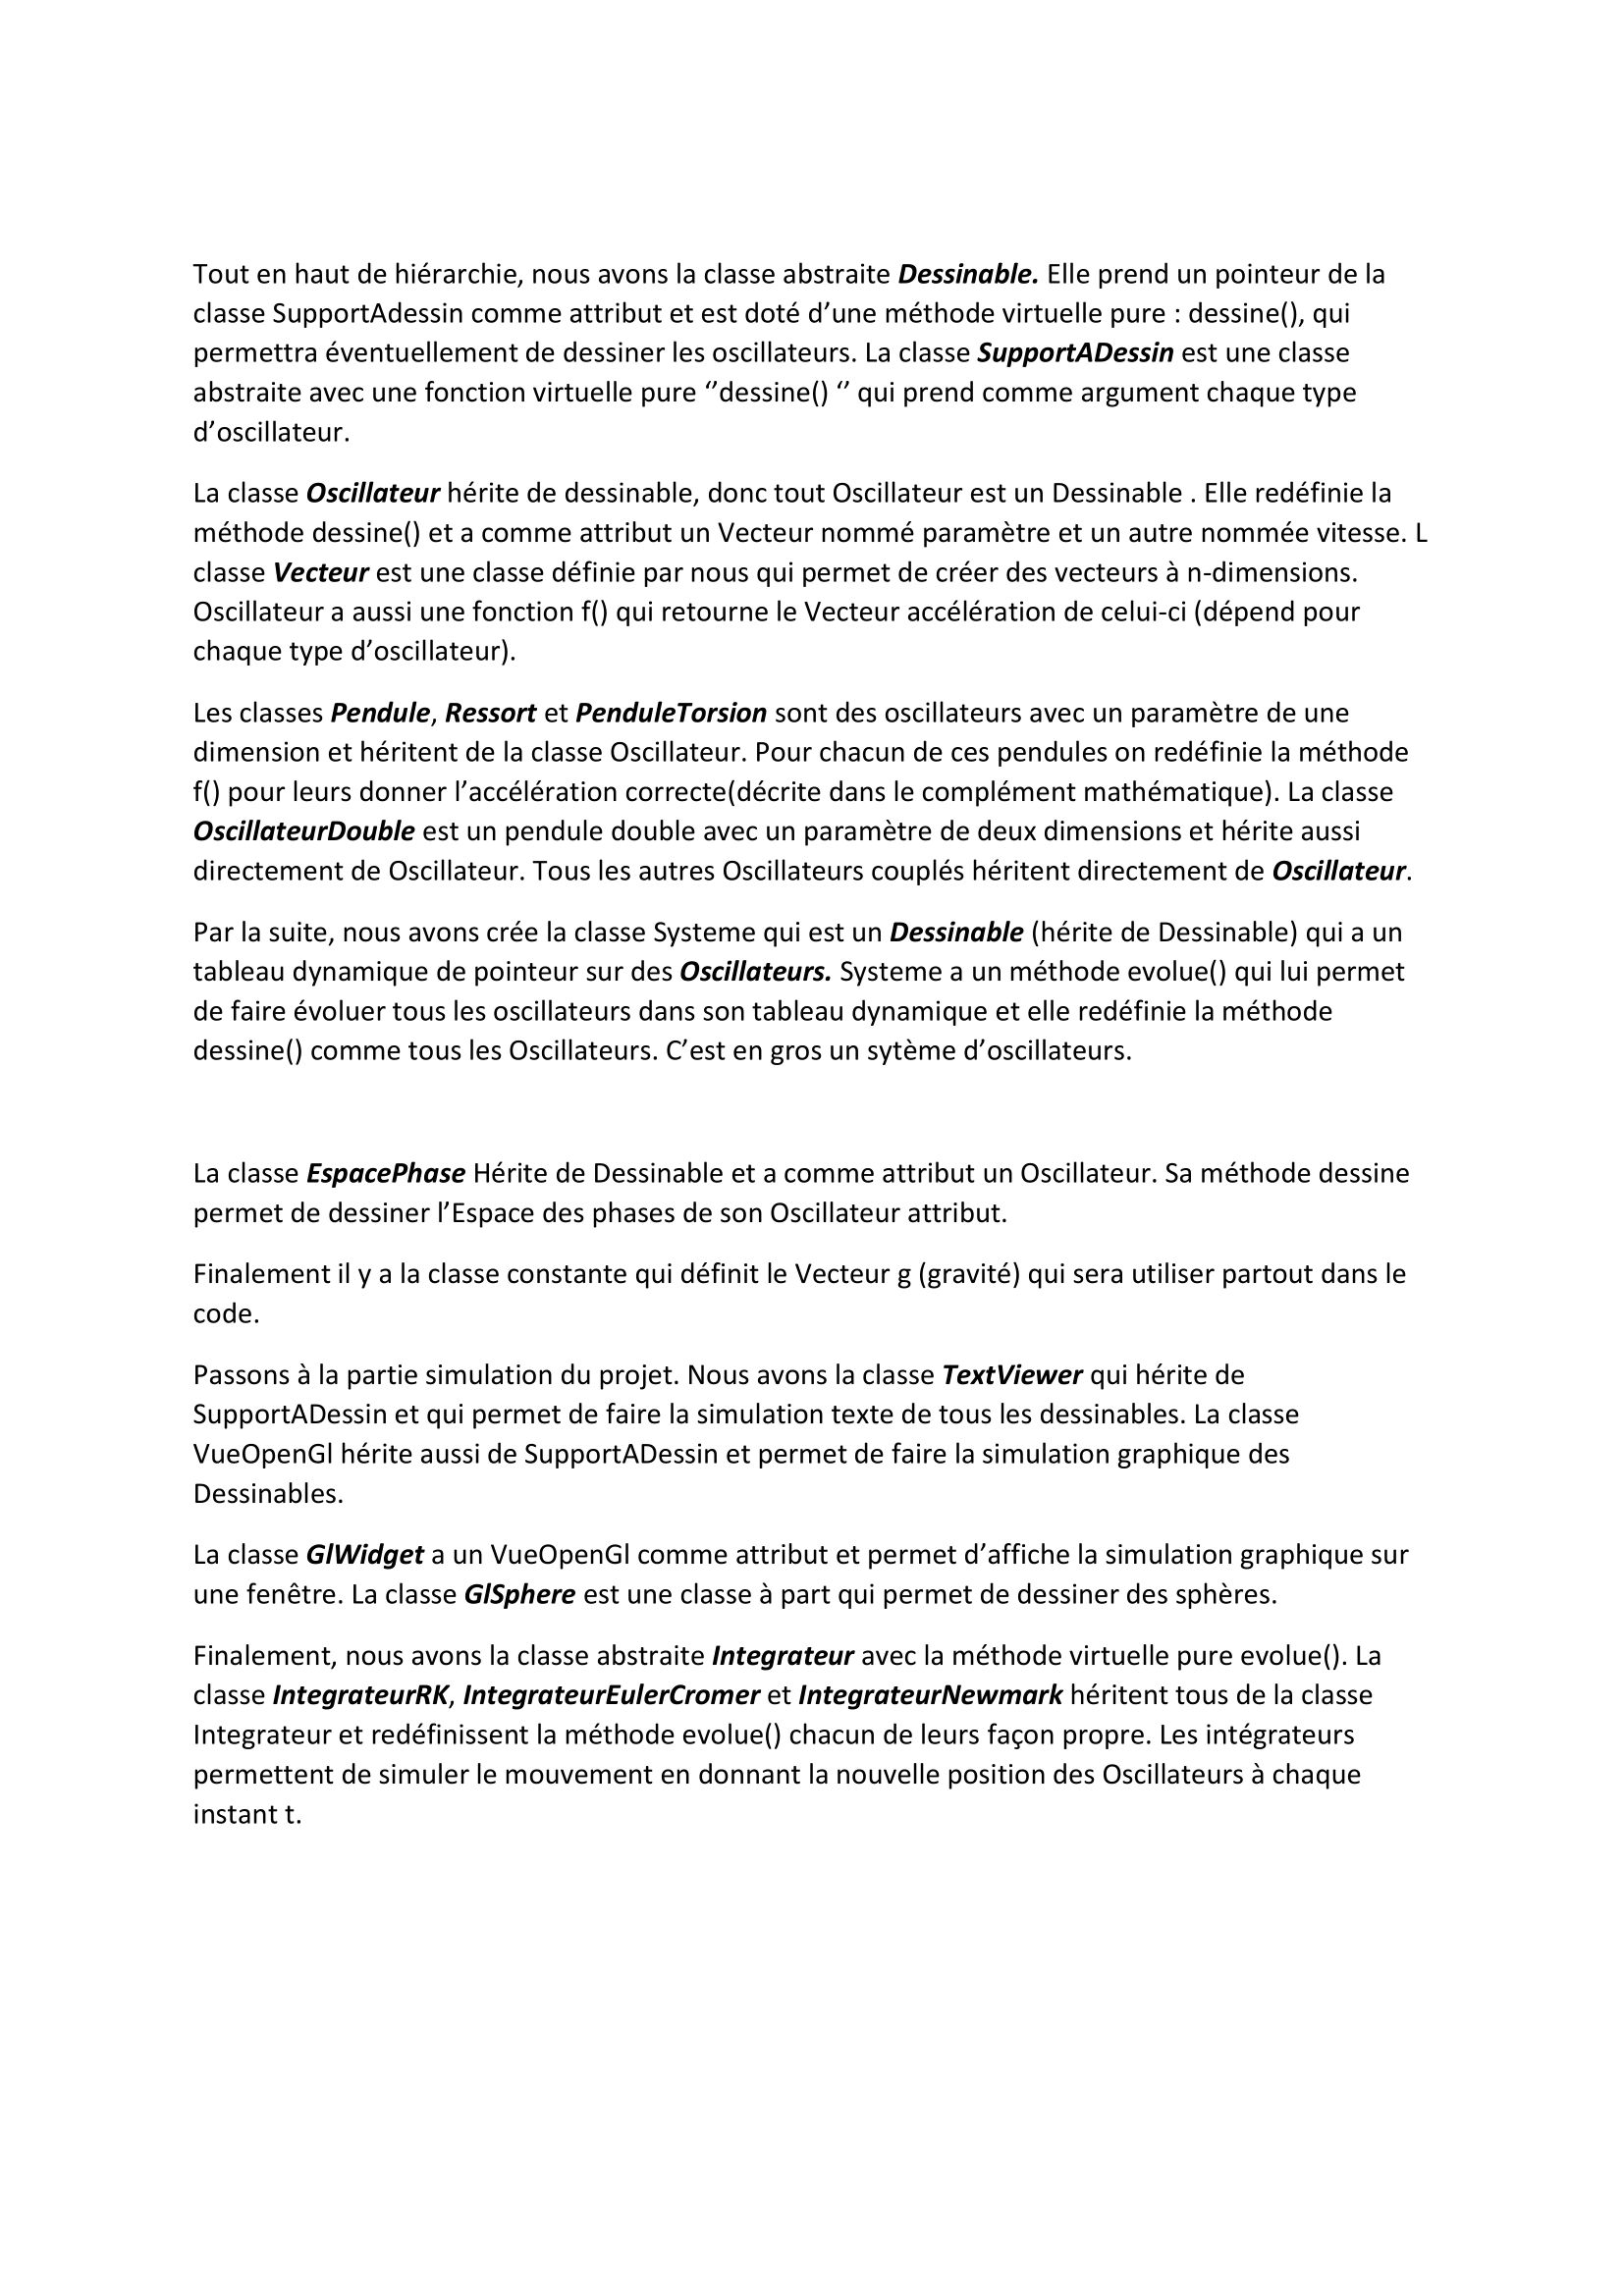 Tout en haut de hiérarchie, nous avons la classe abstraite Dessinable. Elle prend un pointeur de la
classe SupportAdessin comme attribut et est doté d’une méthode virtuelle pure : dessine(), qui
permettra éventuellement de dessiner les oscillateurs. La classe SupportADessin est une classe
abstraite avec une fonction virtuelle pure ‘’dessine() ‘’ qui prend comme argument chaque type
d’oscillateur.
La classe Oscillateur hérite de dessinable, donc tout Oscillateur est un Dessinable . Elle redéfinie la
méthode dessine() et a comme attribut un Vecteur nommé paramètre et un autre nommée vitesse. L
classe Vecteur est une classe définie par nous qui permet de créer des vecteurs à n-dimensions.
Oscillateur a aussi une fonction f() qui retourne le Vecteur accélération de celui-ci (dépend pour
chaque type d’oscillateur).
Les classes Pendule, Ressort et PenduleTorsion sont des oscillateurs avec un paramètre de une
dimension et héritent de la classe Oscillateur. Pour chacun de ces pendules on redéfinie la méthode
f() pour leurs donner l’accélération correcte(décrite dans le complément mathématique). La classe
OscillateurDouble est un pendule double avec un paramètre de deux dimensions et hérite aussi
directement de Oscillateur. Tous les autres Oscillateurs couplés héritent directement de Oscillateur.
Par la suite, nous avons crée la classe Systeme qui est un Dessinable (hérite de Dessinable) qui a un
tableau dynamique de pointeur sur des Oscillateurs. Systeme a un méthode evolue() qui lui permet
de faire évoluer tous les oscillateurs dans son tableau dynamique et elle redéfinie la méthode
dessine() comme tous les Oscillateurs. C’est en gros un sytème d’oscillateurs.
La classe EspacePhase Hérite de Dessinable et a comme attribut un Oscillateur. Sa méthode dessine
permet de dessiner l’Espace des phases de son Oscillateur attribut.
Finalement il y a la classe constante qui définit le Vecteur g (gravité) qui sera utiliser partout dans le
code.
Passons à la partie simulation du projet. Nous avons la classe TextViewer qui hérite de
SupportADessin et qui permet de faire la simulation texte de tous les dessinables. La classe
VueOpenGl hérite aussi de SupportADessin et permet de faire la simulation graphique des
Dessinables.
La classe GlWidget a un VueOpenGl comme attribut et permet d’affiche la simulation graphique sur
une fenêtre. La classe GlSphere est une classe à part qui permet de dessiner des sphères.
Finalement, nous avons la classe abstraite Integrateur avec la méthode virtuelle pure evolue(). La
classe IntegrateurRK, IntegrateurEulerCromer et IntegrateurNewmark héritent tous de la classe
Integrateur et redéfinissent la méthode evolue() chacun de leurs façon propre. Les intégrateurs
permettent de simuler le mouvement en donnant la nouvelle position des Oscillateurs à chaque
instant t.